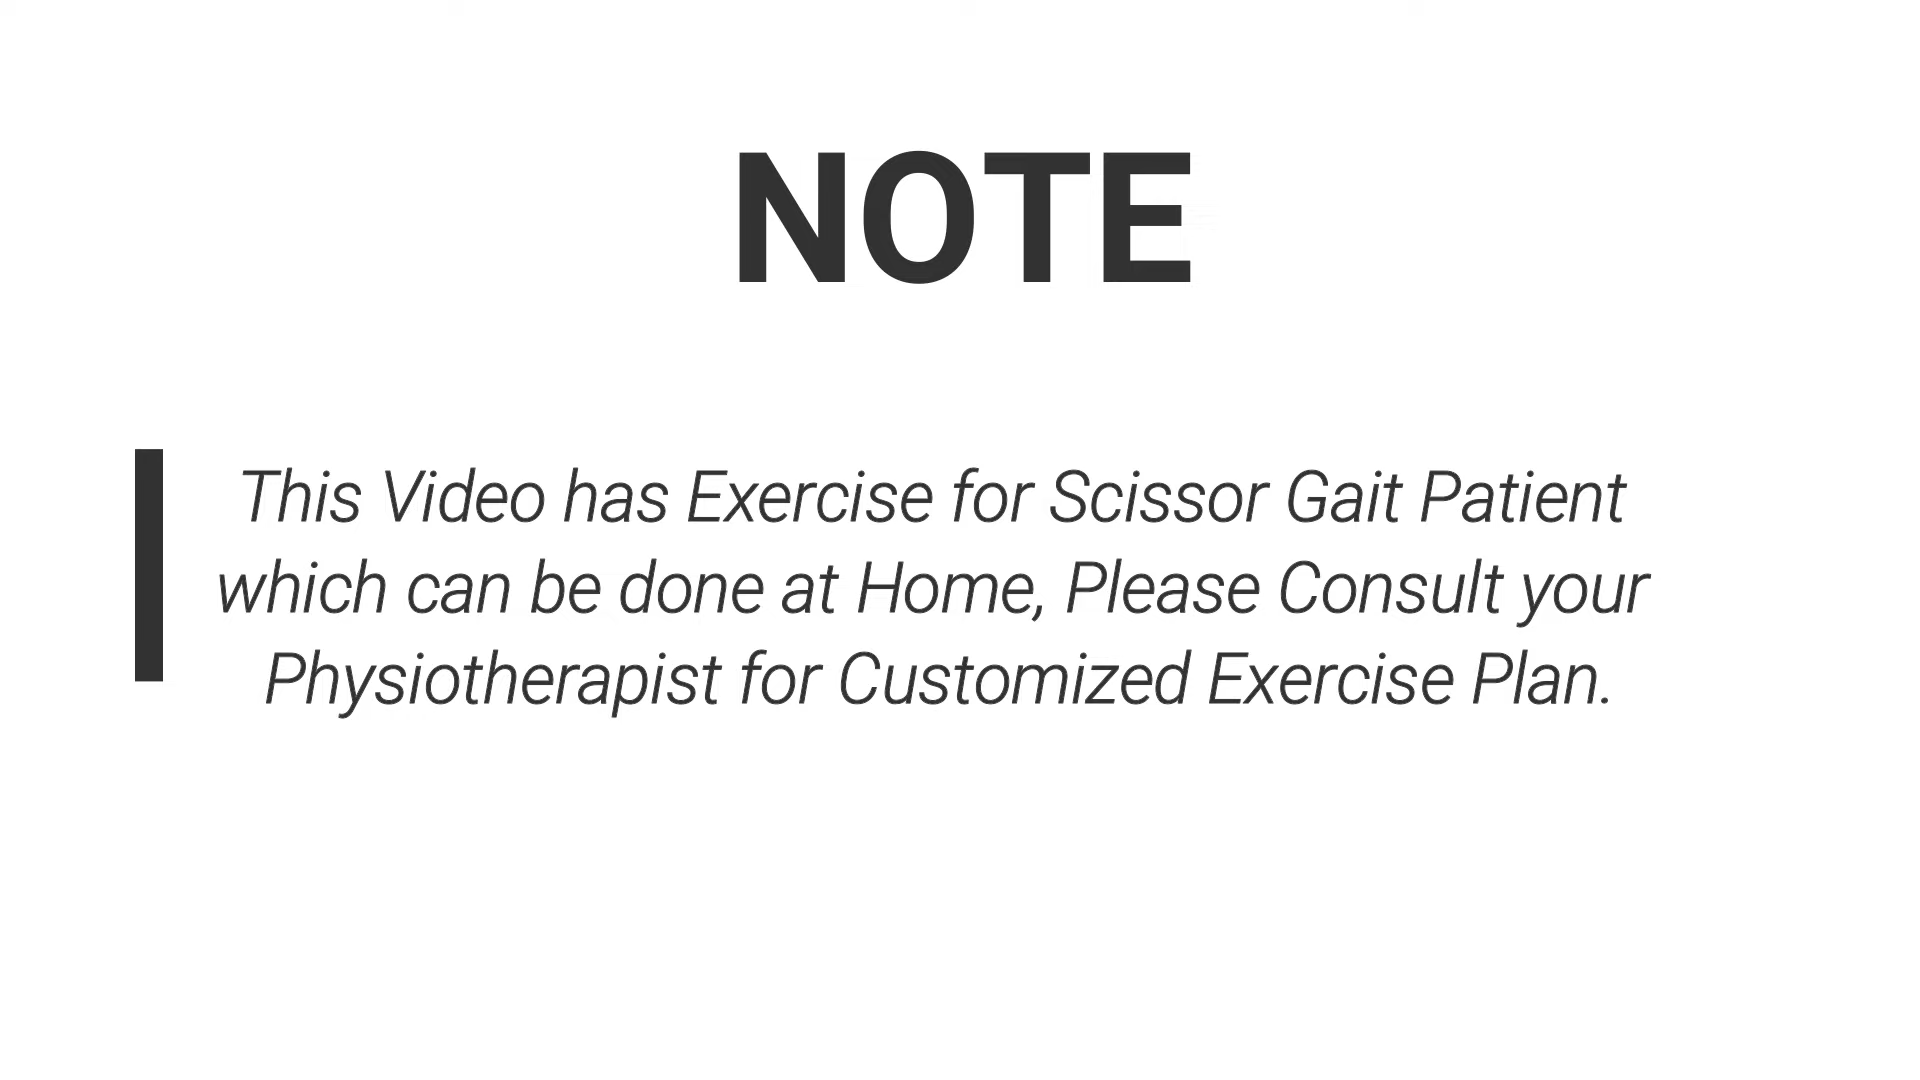 NOTE
This Video has Exercise for Scissor Gait Patient
which can be done at Home, Please Consult your
Physiotherapist for Customized Exercise Plan.